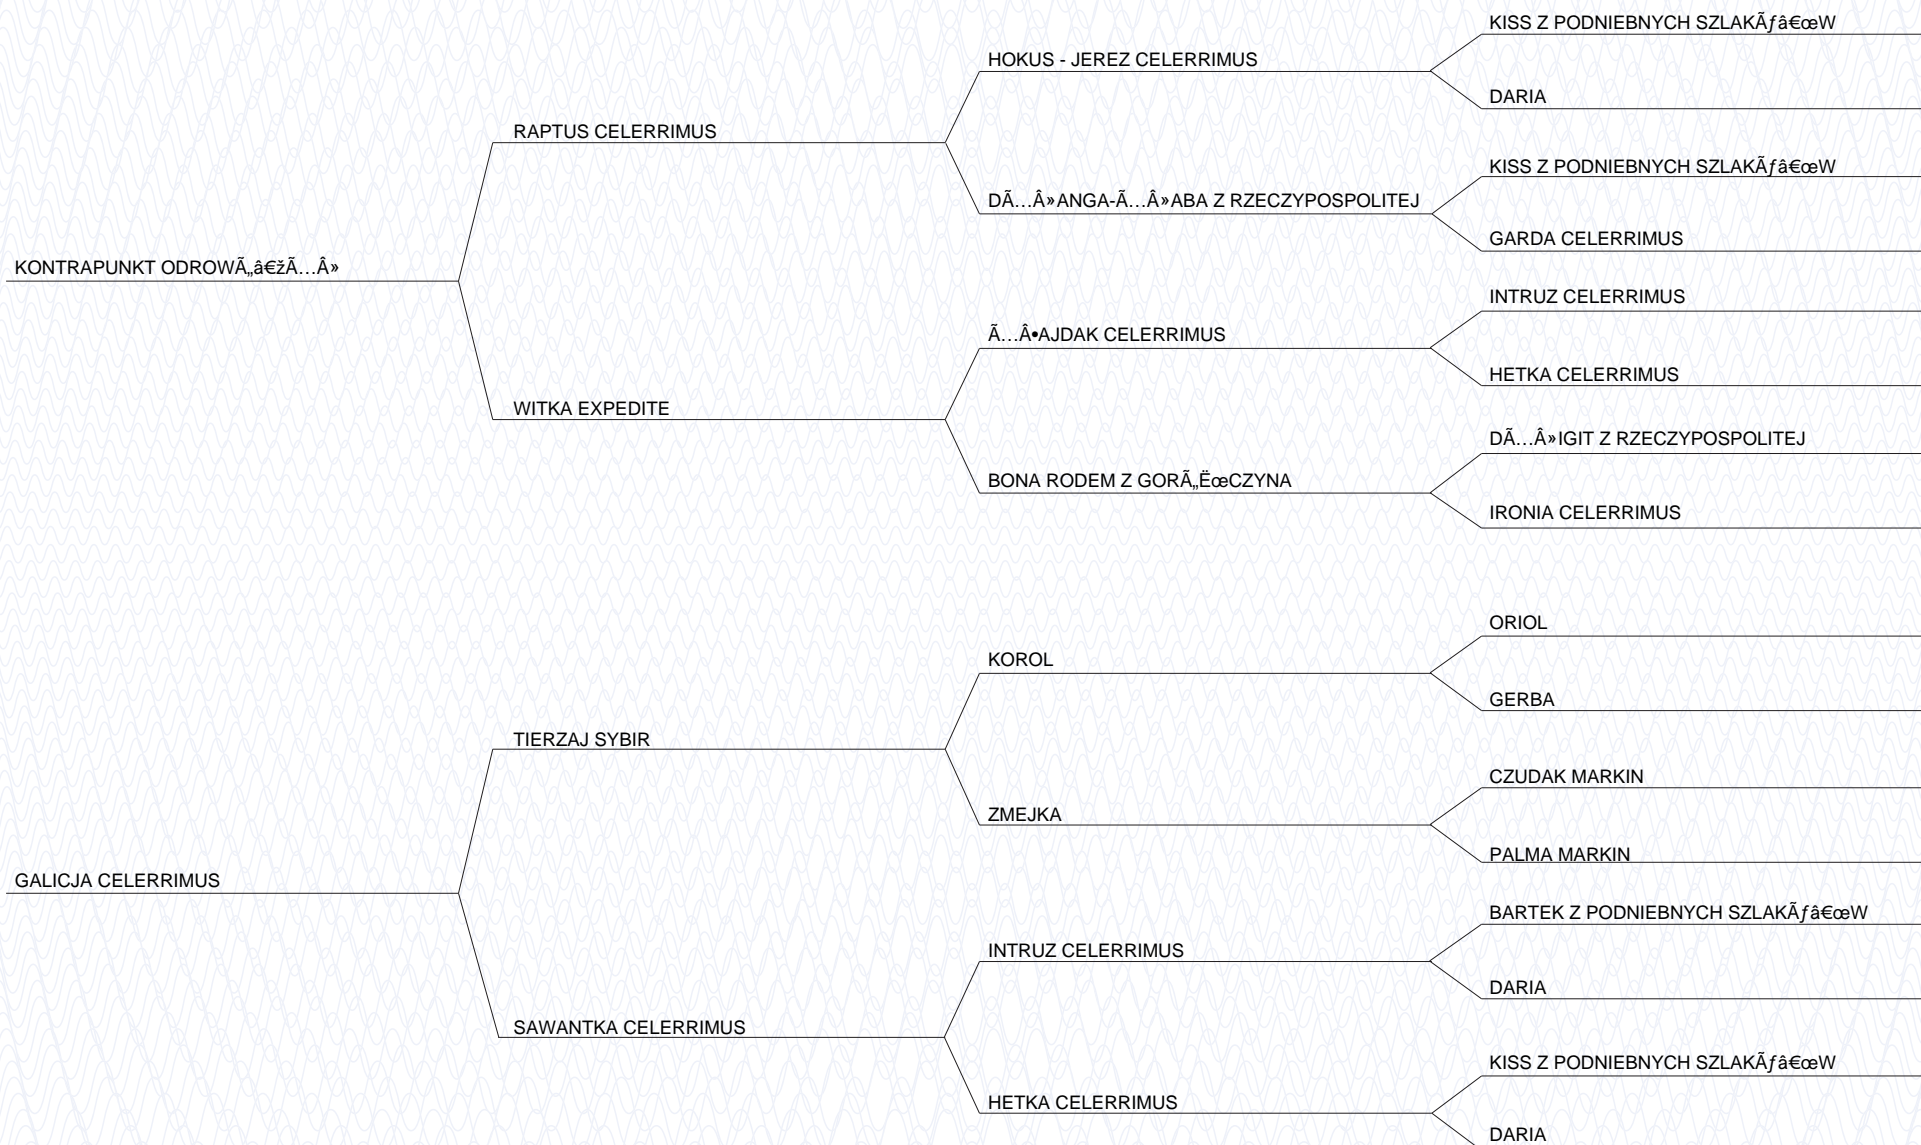 KISS Z PODNIEBNYCH SZLAKÃƒâ€œW
HOKUS - JEREZ CELERRIMUS
DARIA
RAPTUS CELERRIMUS
KISS Z PODNIEBNYCH SZLAKÃƒâ€œW
DÃ…Â»ANGA-Ã…Â»ABA Z RZECZYPOSPOLITEJ
GARDA CELERRIMUS
KONTRAPUNKT ODROWÃ„â€žÃ…Â»
INTRUZ CELERRIMUS
Ã…Â•AJDAK CELERRIMUS
HETKA CELERRIMUS
WITKA EXPEDITE
DÃ…Â»IGIT Z RZECZYPOSPOLITEJ
BONA RODEM Z GORÃ„ËœCZYNA
IRONIA CELERRIMUS
ORIOL
KOROL
GERBA
TIERZAJ SYBIR
CZUDAK MARKIN
ZMEJKA
PALMA MARKIN
GALICJA CELERRIMUS
BARTEK Z PODNIEBNYCH SZLAKÃƒâ€œW
INTRUZ CELERRIMUS
DARIA
SAWANTKA CELERRIMUS
KISS Z PODNIEBNYCH SZLAKÃƒâ€œW
HETKA CELERRIMUS
DARIA